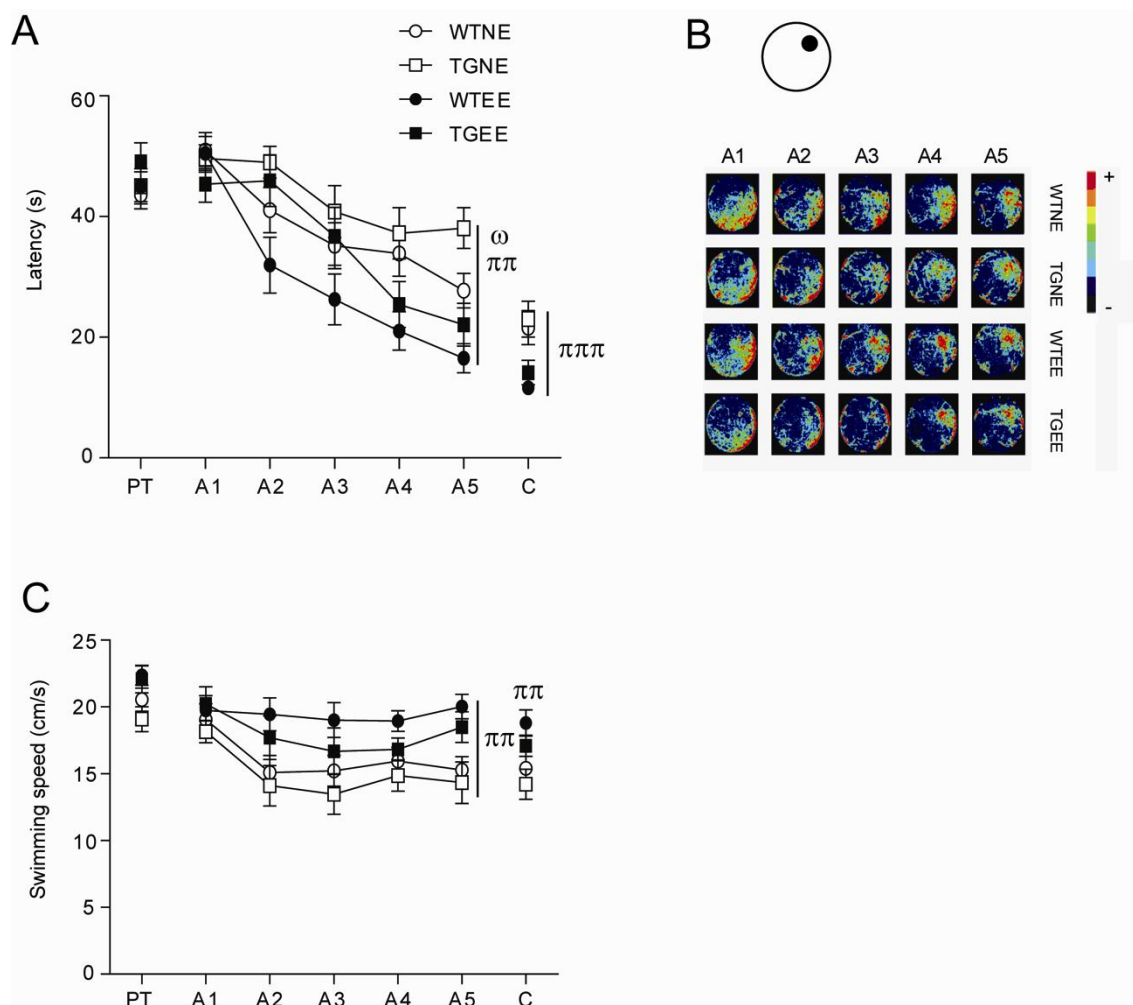 A
WTNE
TGNE
WTEE
TGEE
60
40
20
0
Latency (s)
ω
ππ
πππ
PT A1 A2 A3 A4 A5 C
B
A1 A2 A3 A4 A5
WTNE
TGNE
WTEE
TGEE
+
-
C
25
20
15
10
5
0
Swimming speed (cm/s)
ππ
ππ
PT A1 A2 A3 A4 A5 C